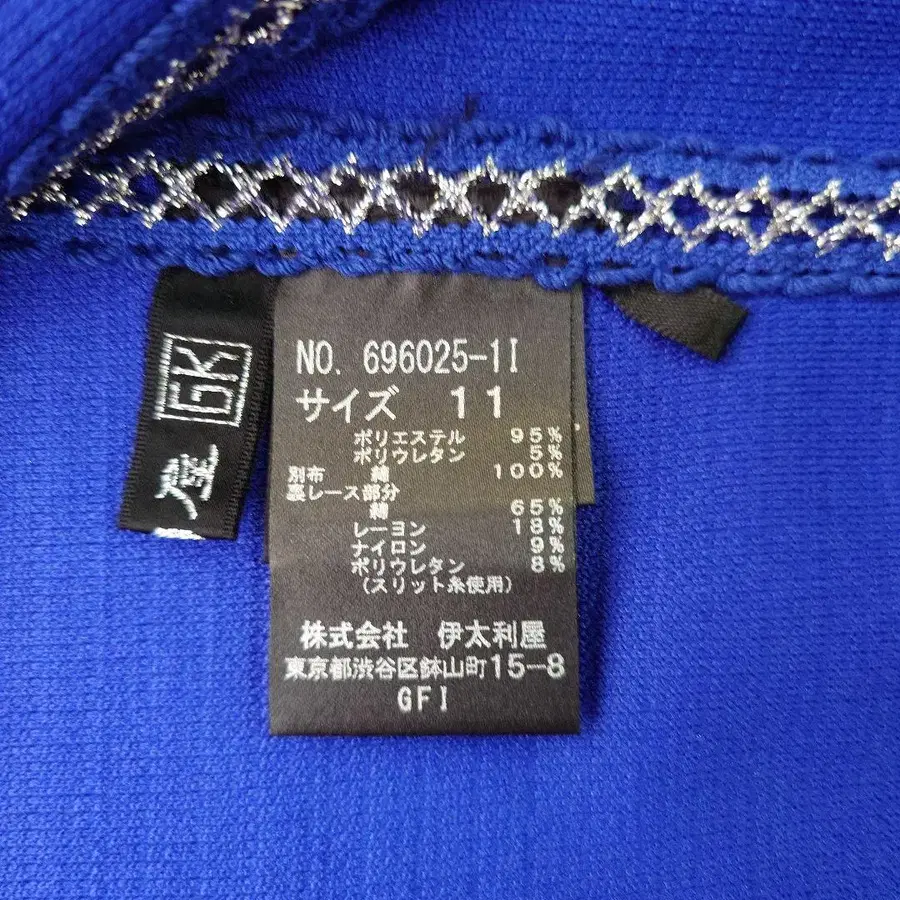 GK
屋
NO. 696025-1I
サイズ 11
ポリエステル 95%
ポリウレタン 5%
別布 綿 100%
裏レース部分
綿 65%
レーヨン 18%
ナイロン 9%
ポリウレタン 8%
(スリット糸使用)
株式会社 伊太利屋
東京都渋谷区鉢山町15-8
GFI